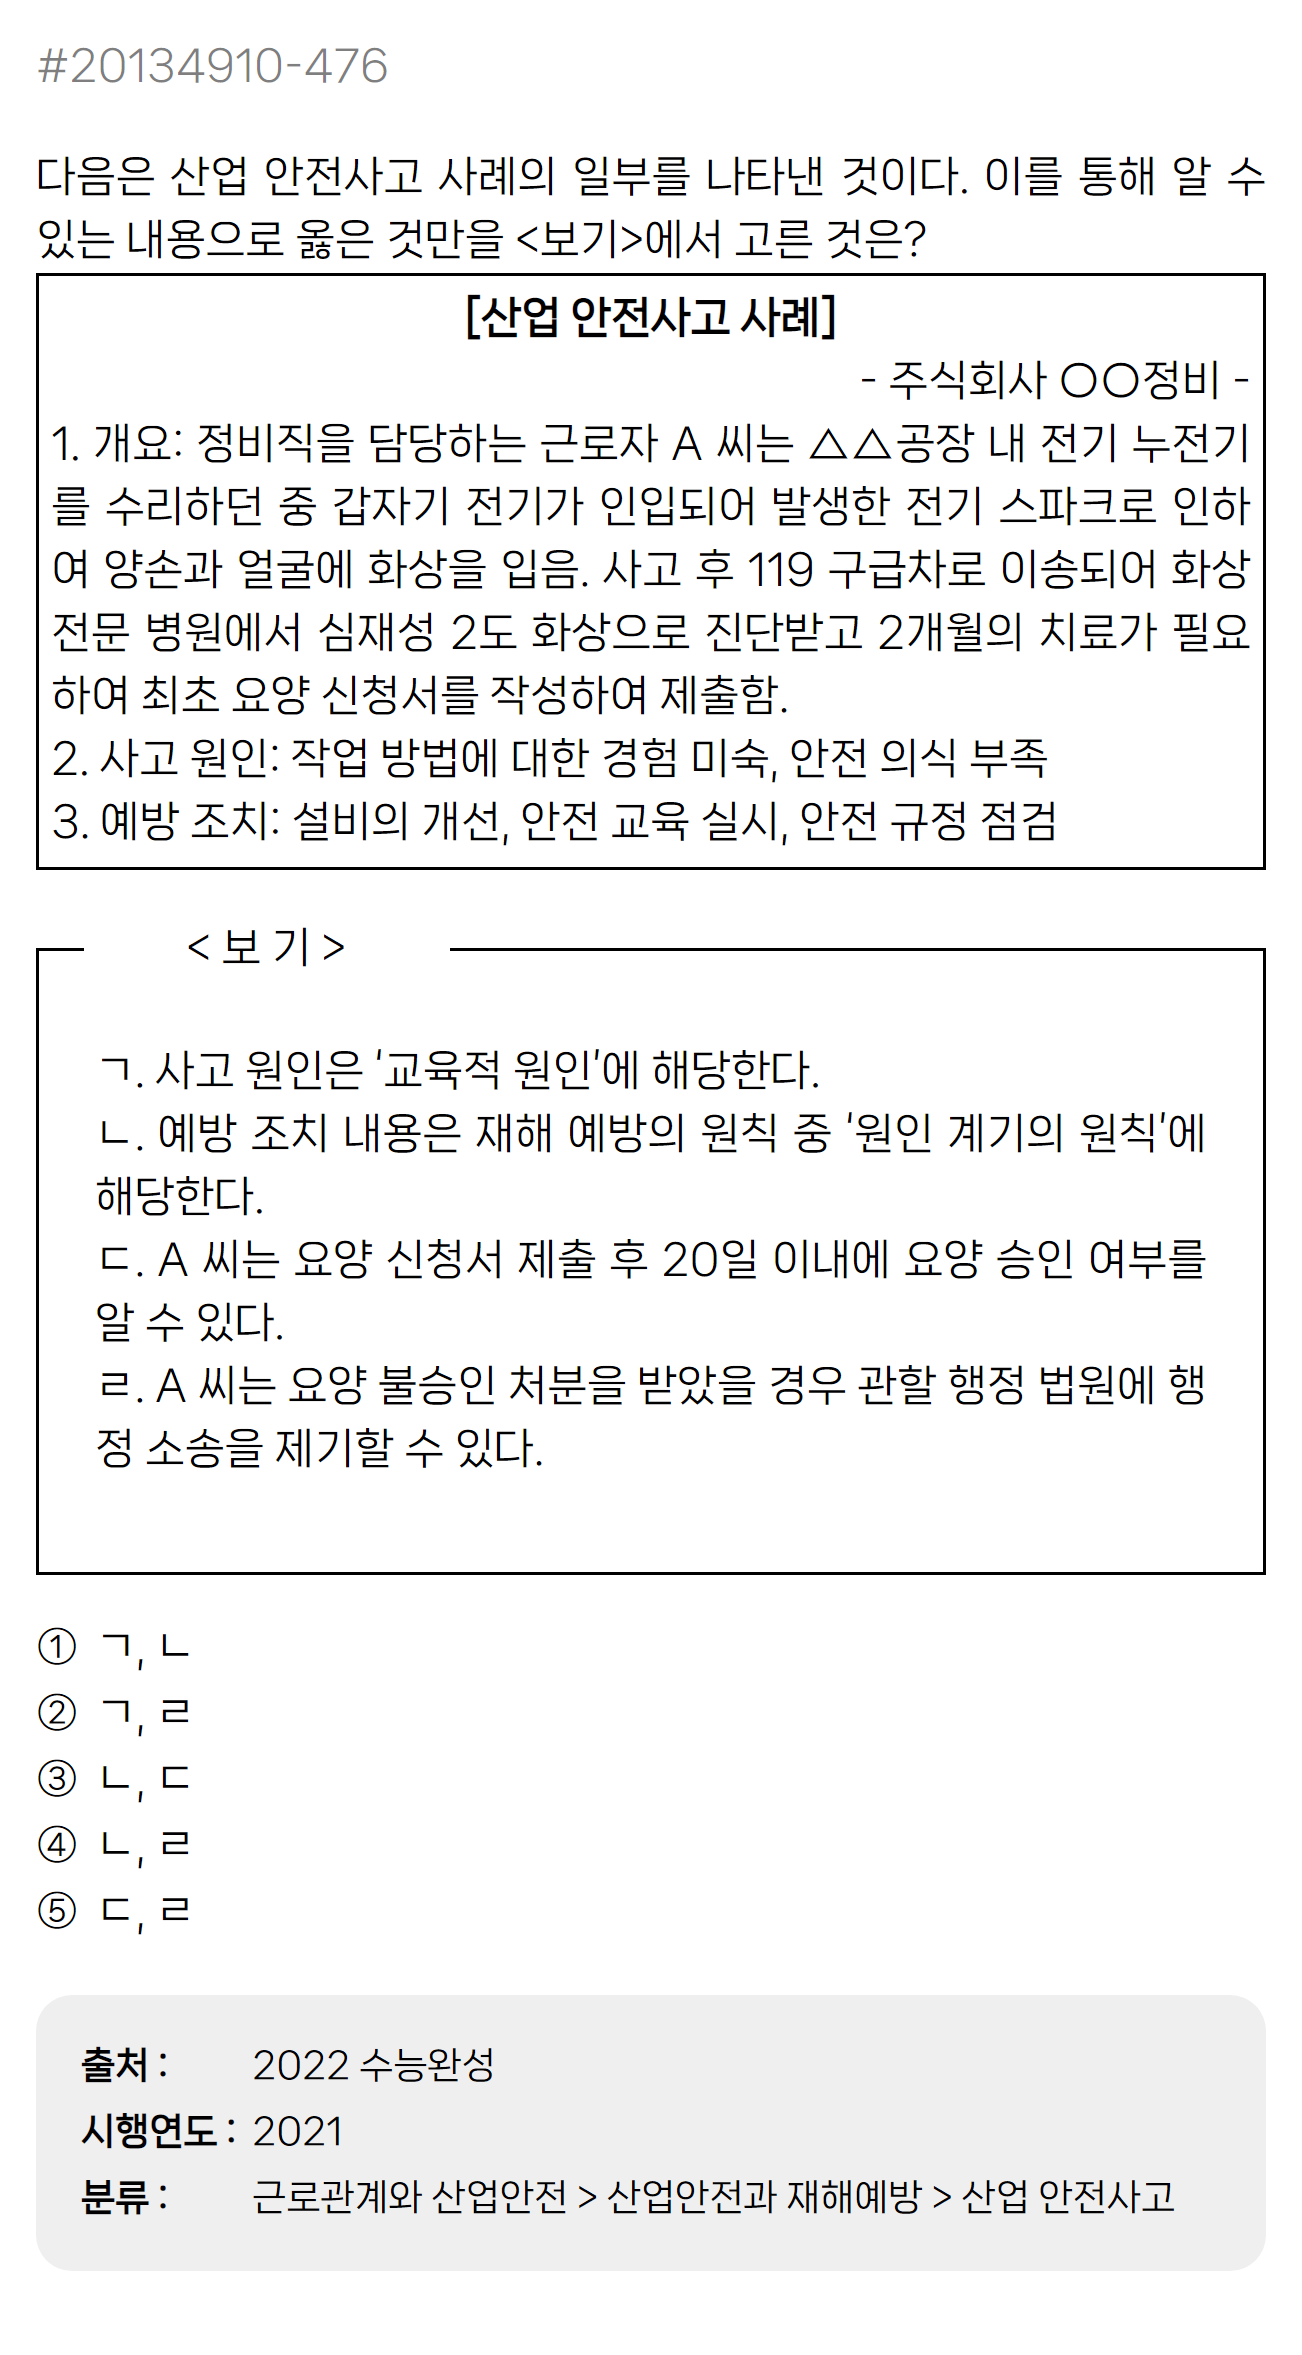 #20134910-476
다음은 산업 안전사고 사례의 일부를 나타낸 것이다. 이를 통해 알 수
있는 내용으로 옳은 것만을 <보기>에서 고른 것은?
[산업 안전사고 사례]
- 주식회사 ○○정비 -
1. 개요: 정비직을 담당하는 근로자 A 씨는 △△공장 내 전기 누전기
를 수리하던 중 갑자기 전기가 인입되어 발생한 전기 스파크로 인하
여 양손과 얼굴에 화상을 입음. 사고 후 119 구급차로 이송되어 화상
전문 병원에서 심재성 2도 화상으로 진단받고 2개월의 치료가 필요
하여 최초 요양 신청서를 작성하여 제출함.
2. 사고 원인: 작업 방법에 대한 경험 미숙, 안전 의식 부족
3. 예방 조치: 설비의 개선, 안전 교육 실시, 안전 규정 점검
< 보 기 >
ㄱ. 사고 원인은 '교육적 원인'에 해당한다.
ㄴ. 예방 조치 내용은 재해 예방의 원칙 중 '원인 계기의 원칙'에
해당한다.
ㄷ. A 씨는 요양 신청서 제출 후 20일 이내에 요양 승인 여부를
알 수 있다.
ㄹ. A 씨는 요양 불승인 처분을 받았을 경우 관할 행정 법원에 행
정 소송을 제기할 수 있다.
① ㄱ, ㄴ
② ㄱ, ㄹ
③ ㄴ, ㄷ
④ ㄴ, ㄹ
⑤ ㄷ, ㄹ
출처 : 2022 수능완성
시행연도 : 2021
분류 : 근로관계와 산업안전 > 산업안전과 재해예방 > 산업 안전사고